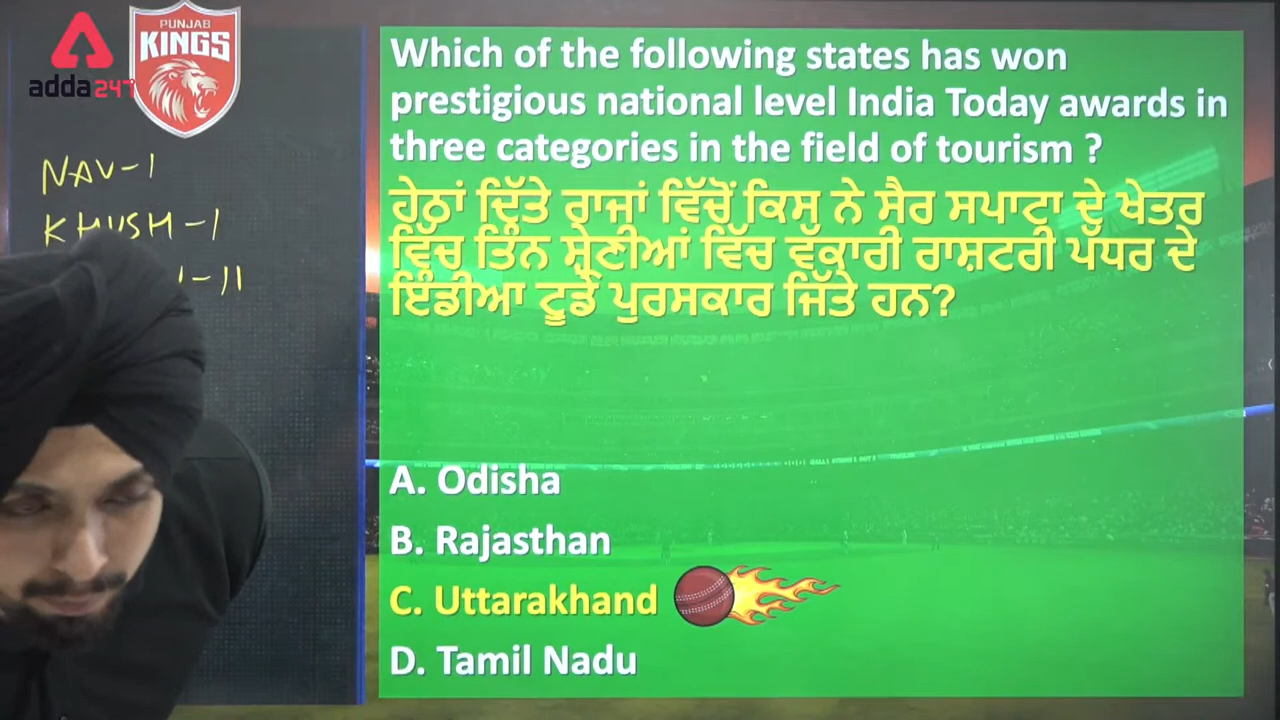 adda247
PUNJAB
KINGS
NAV-1
KHUSH-1
Which of the following states has won
prestigious national level India Today awards in
three categories in the field of tourism ?
ਹੇਠਾਂ ਦਿੱਤੇ ਰਾਜਾਂ ਵਿੱਚੋਂ ਕਿਸ ਨੇ ਸੈਰ ਸਪਾਟਾ ਦੇ ਖੇਤਰ
ਵਿੱਚ ਤਿੰਨ ਸ਼੍ਰੇਣੀਆਂ ਵਿੱਚ ਵੱਕਾਰੀ ਰਾਸ਼ਟਰੀ ਪੱਧਰ ਦੇ
ਇੰਡੀਆ ਟੂਡੇ ਪੁਰਸਕਾਰ ਜਿੱਤੇ ਹਨ?
A. Odisha
B. Rajasthan
C. Uttarakhand
D. Tamil Nadu